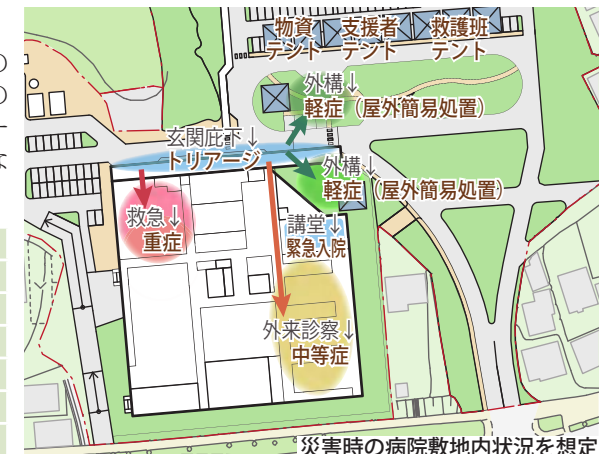 物資 支援者 救護班
テント テント テント
外構↓
軽症（屋外簡易処置）
玄関庇下↓
トリアージ
外構↓
軽症（屋外簡易処置）
救急↓
重症
講堂↓
緊急入院
外来診察↓
中等症
災害時の病院敷地内状況を想定